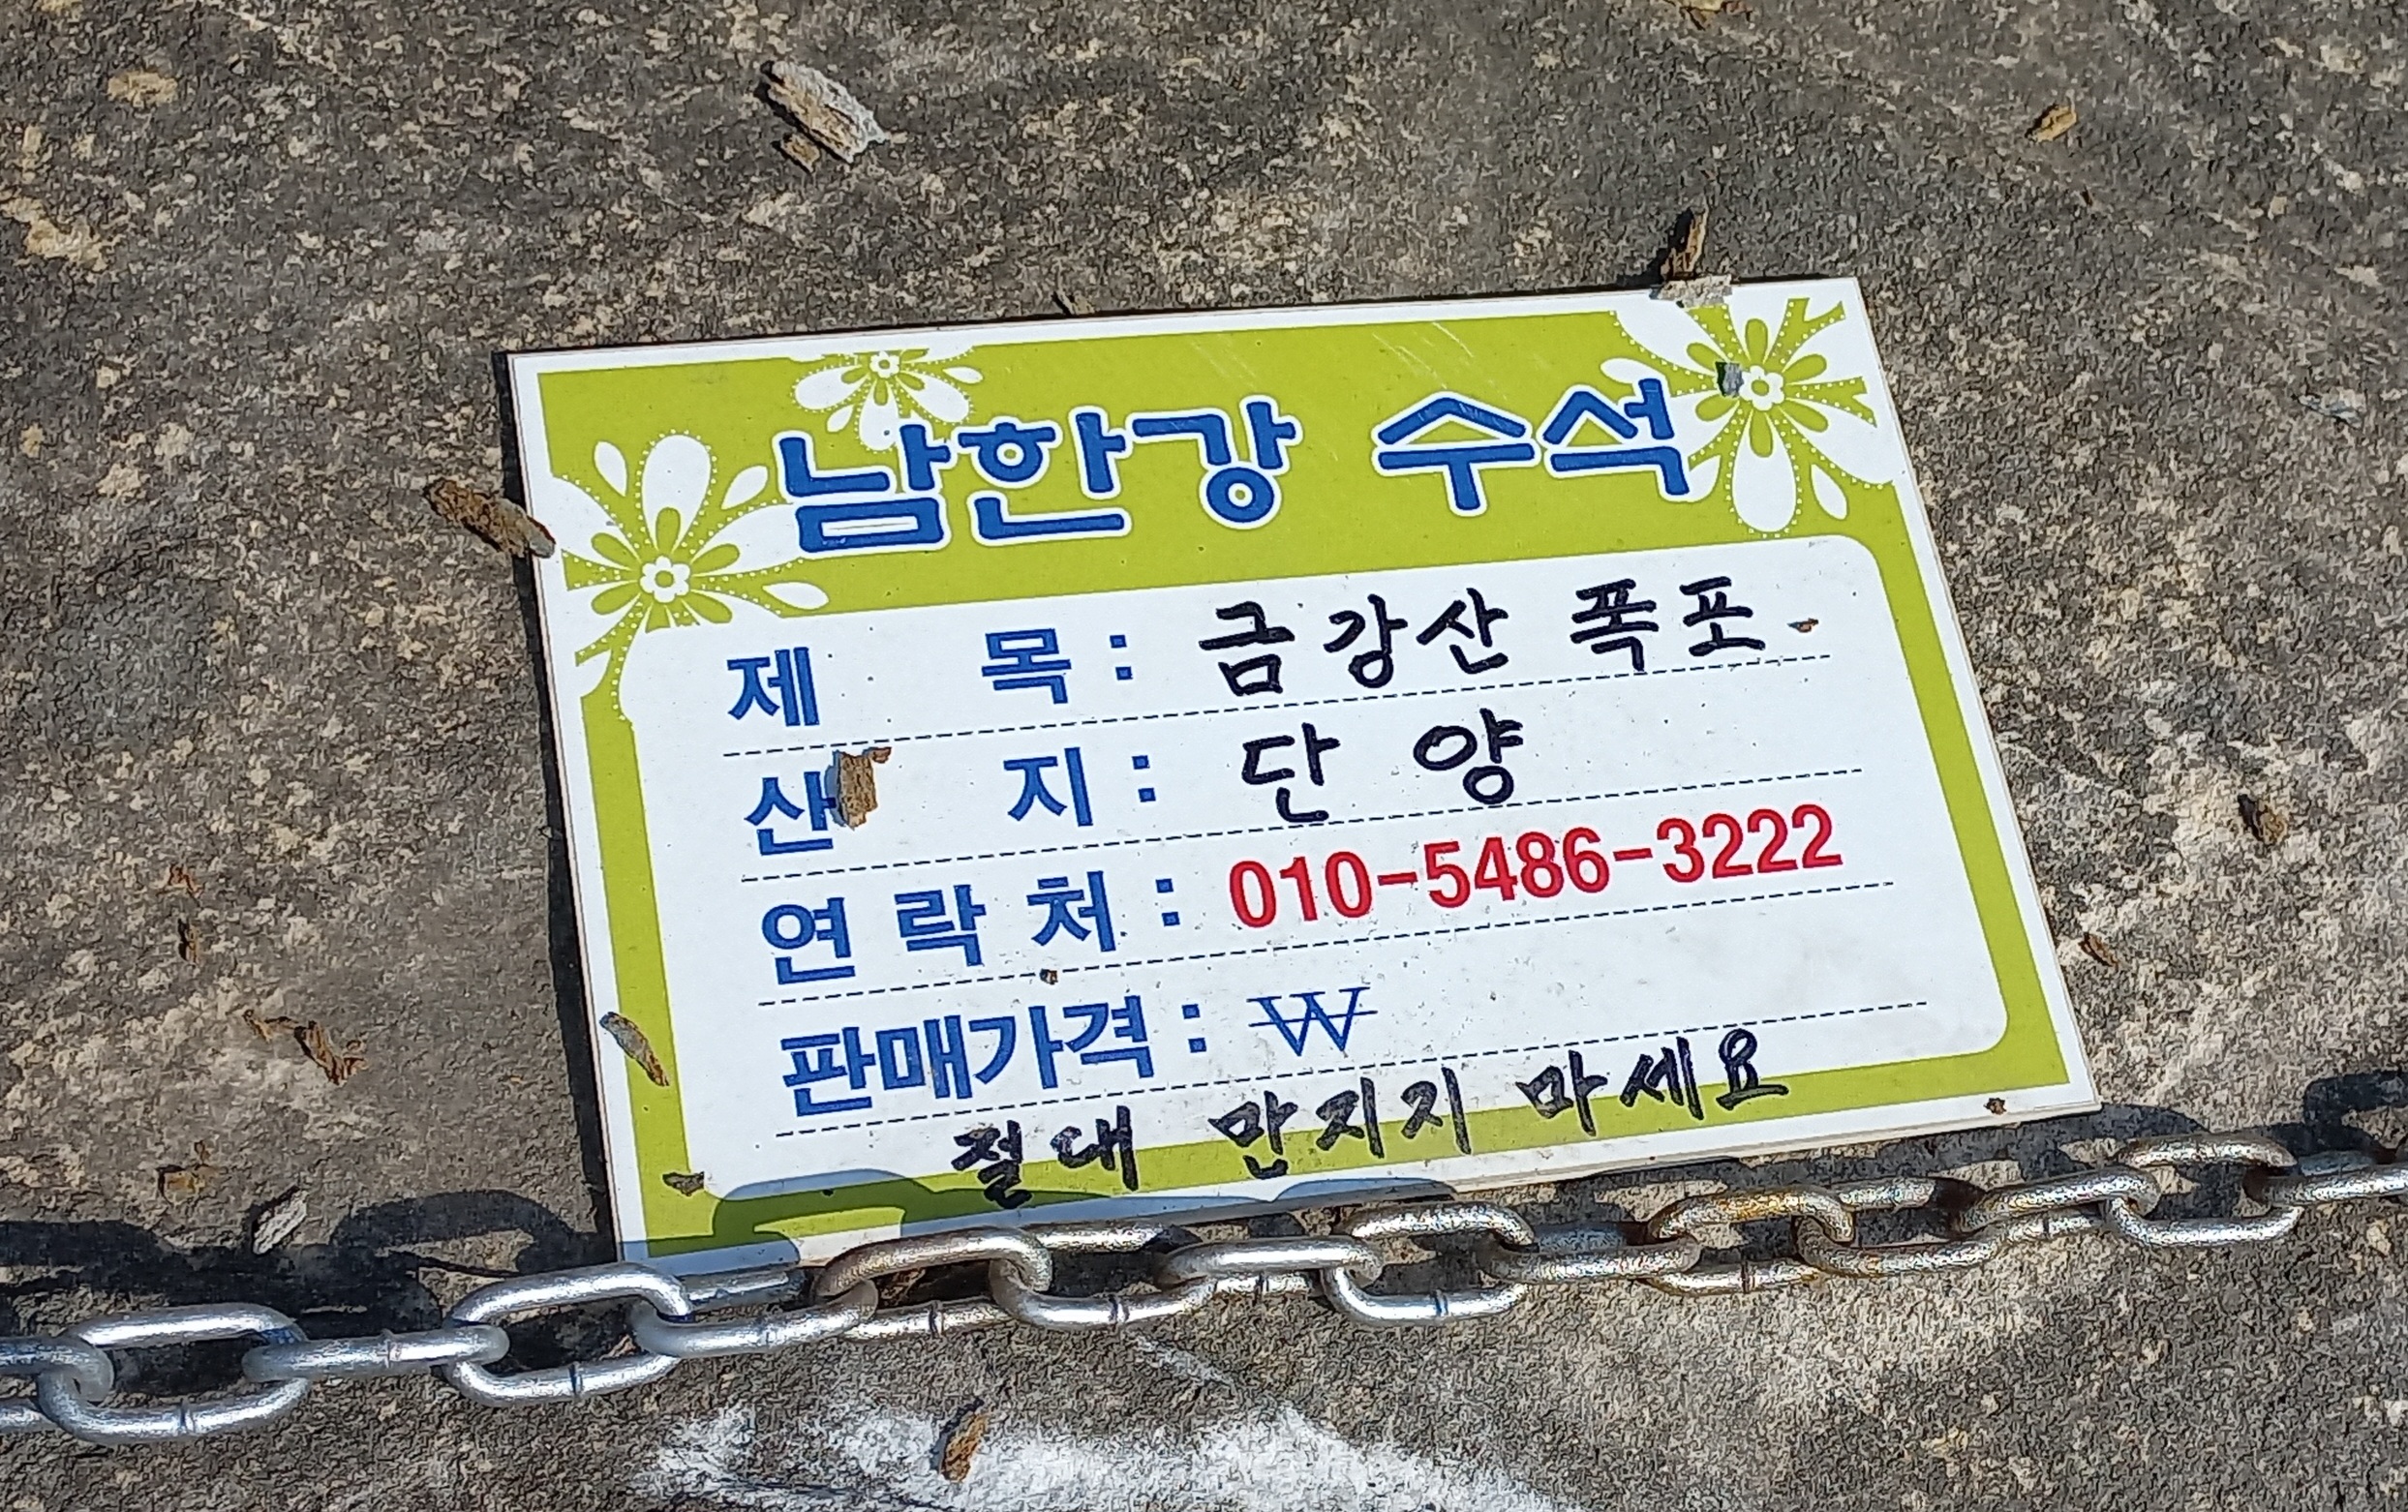 남한강 수석
제 목 : 금강산 폭포
산 지 : 단 양
연 락 처 : 010-5486-3222
판매가격 : ₩
절대 만지지 마세요